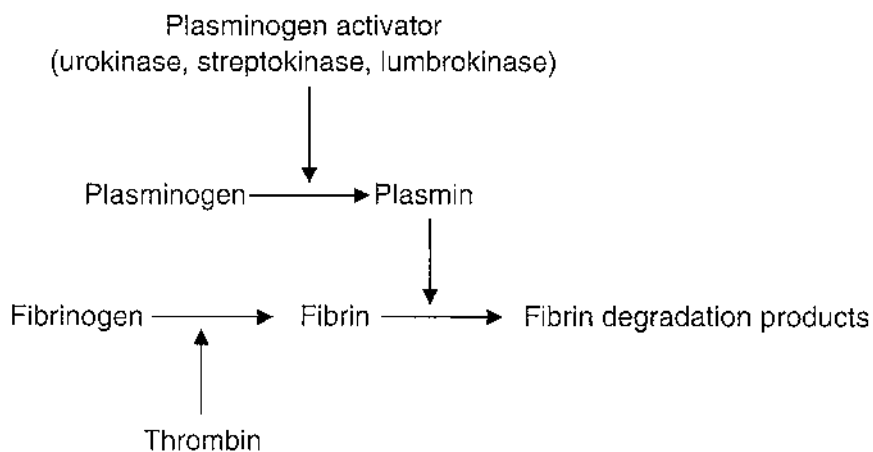 Plasminogen activator
(urokinase, streptokinase, lumbrokinase)
Plasminogen Plasmin
Fibrinogen Fibrin Fibrin degradation products
Thrombin